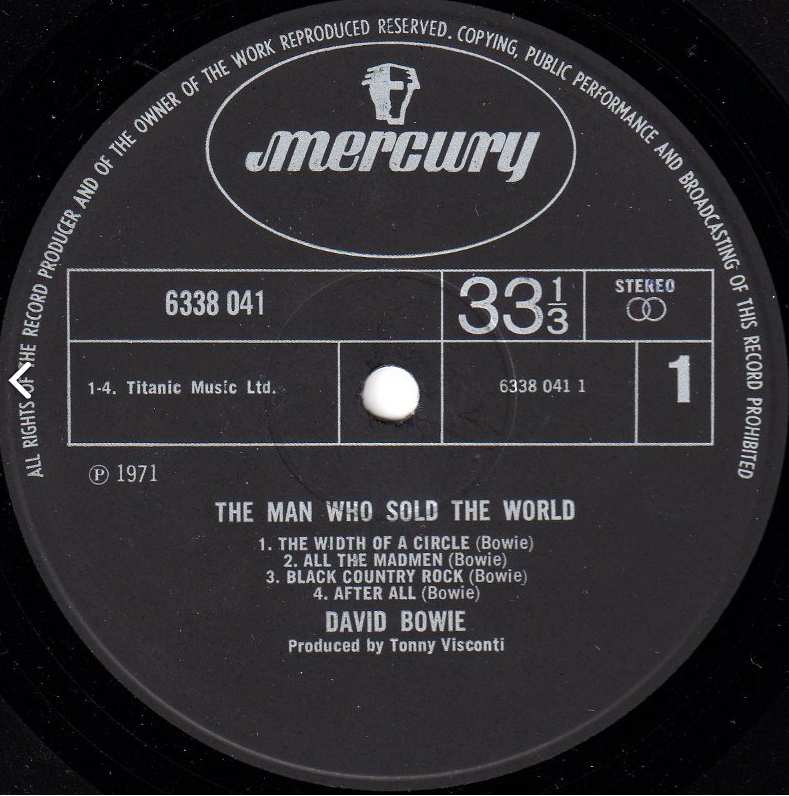 ALL RIGHTS OF THE RECORD PRODUCER AND OF THE OWNER OF THE WORK REPRODUCED RESERVED. COPYING, PUBLIC PERFORMANCE AND BROADCASTING OF THIS RECORD PROHIBITED
mercury
6338 041
33 1/3
STEREO
1-4. Titanic Music Ltd.
6338 041 1
1
Ⓟ 1971
THE MAN WHO SOLD THE WORLD
1. THE WIDTH OF A CIRCLE (Bowie)
2. ALL THE MADMEN (Bowie)
3. BLACK COUNTRY ROCK (Bowie)
4. AFTER ALL (Bowie)
DAVID BOWIE
Produced by Tonny Visconti